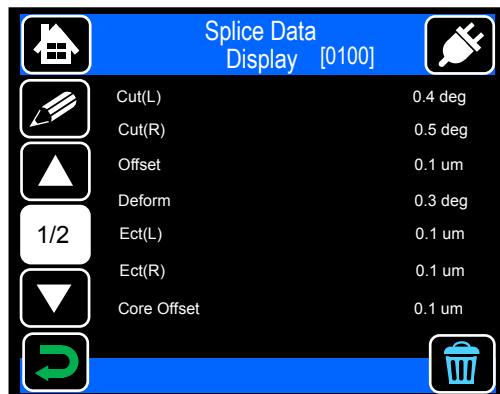 Splice Data
Display [0100]
Cut(L) 0.4 deg
Cut(R) 0.5 deg
Offset 0.1 um
Deform 0.3 deg
1/2
Ect(L) 0.1 um
Ect(R) 0.1 um
Core Offset 0.1 um